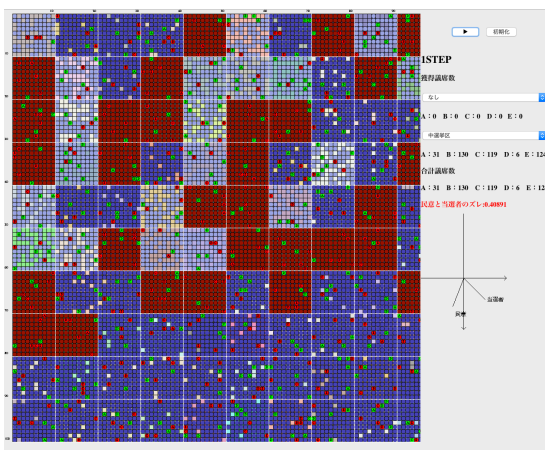 ▶
初期化
1STEP
獲得議席数
なし
A：0 B：0 C：0 D：0 E：0
中選挙区
A：31 B：130 C：119 D：6 E：124
合計議席数
A：31 B：130 C：119 D：6 E：12
民意と当選者のズレ:0.40891
当選者
民意